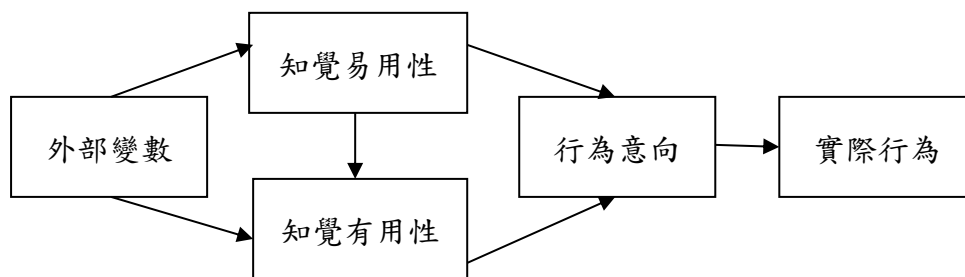 知覺易用性
外部變數
行為意向
實際行為
知覺有用性